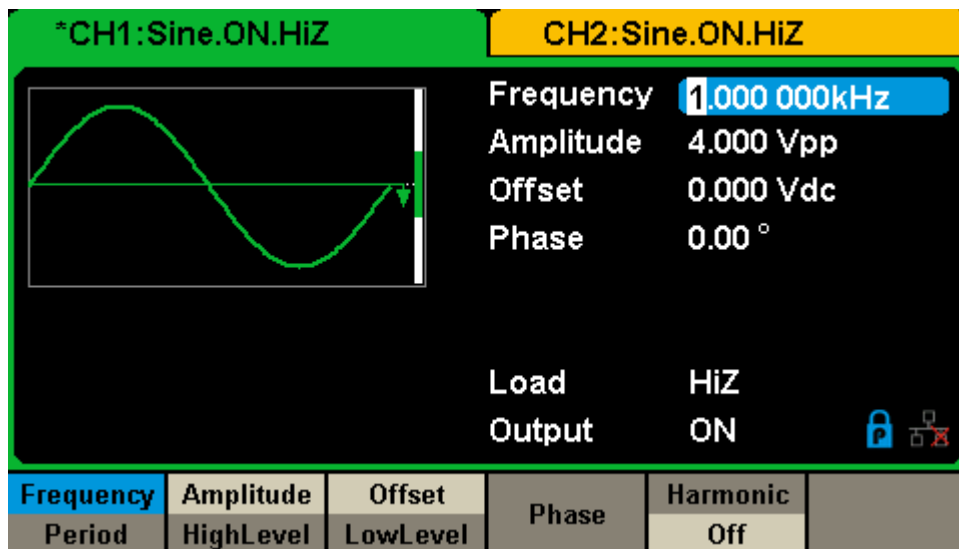 *CH1:Sine.ON.HiZ CH2:Sine.ON.HiZ
Frequency 1.000 000kHz
Amplitude 4.000 Vpp
Offset 0.000 Vdc
Phase 0.00 °
Load HiZ
Output ON P
Frequency Amplitude Offset Phase Harmonic
Period HighLevel LowLevel Off